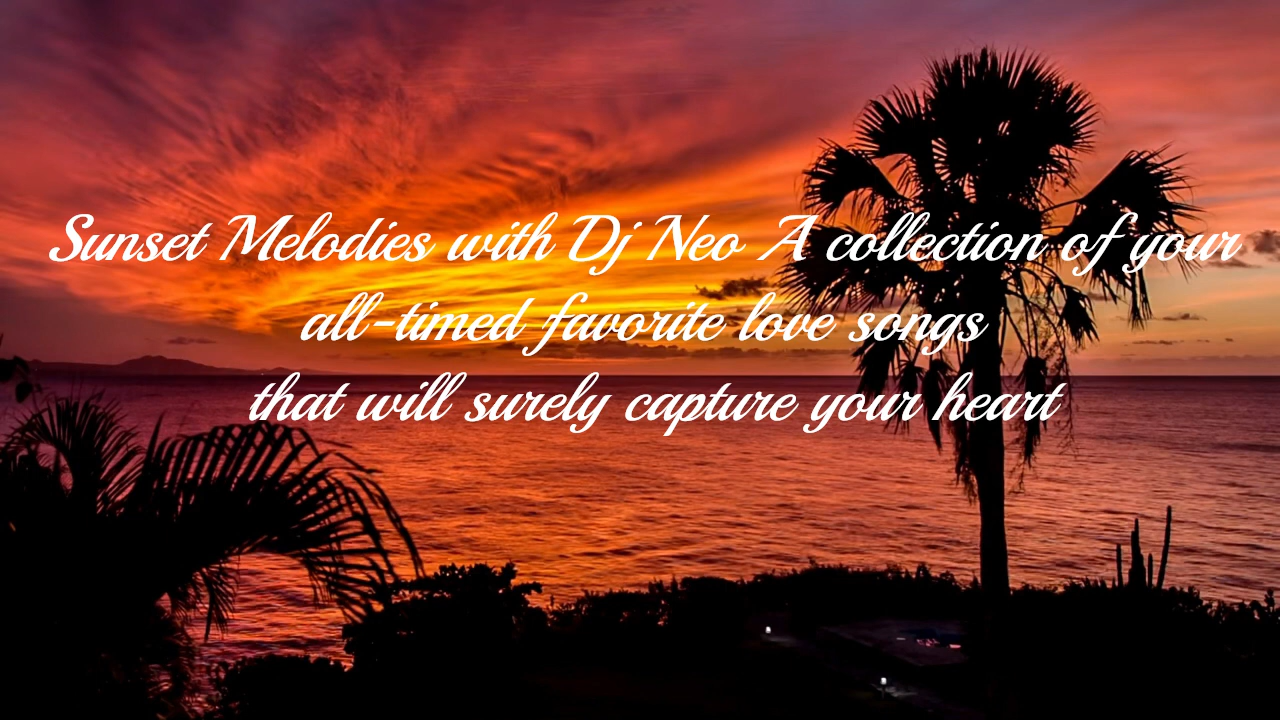 Sunset Melodies with Dj Neo A collection of your
all-timed favorite love songs
that will surely capture your heart